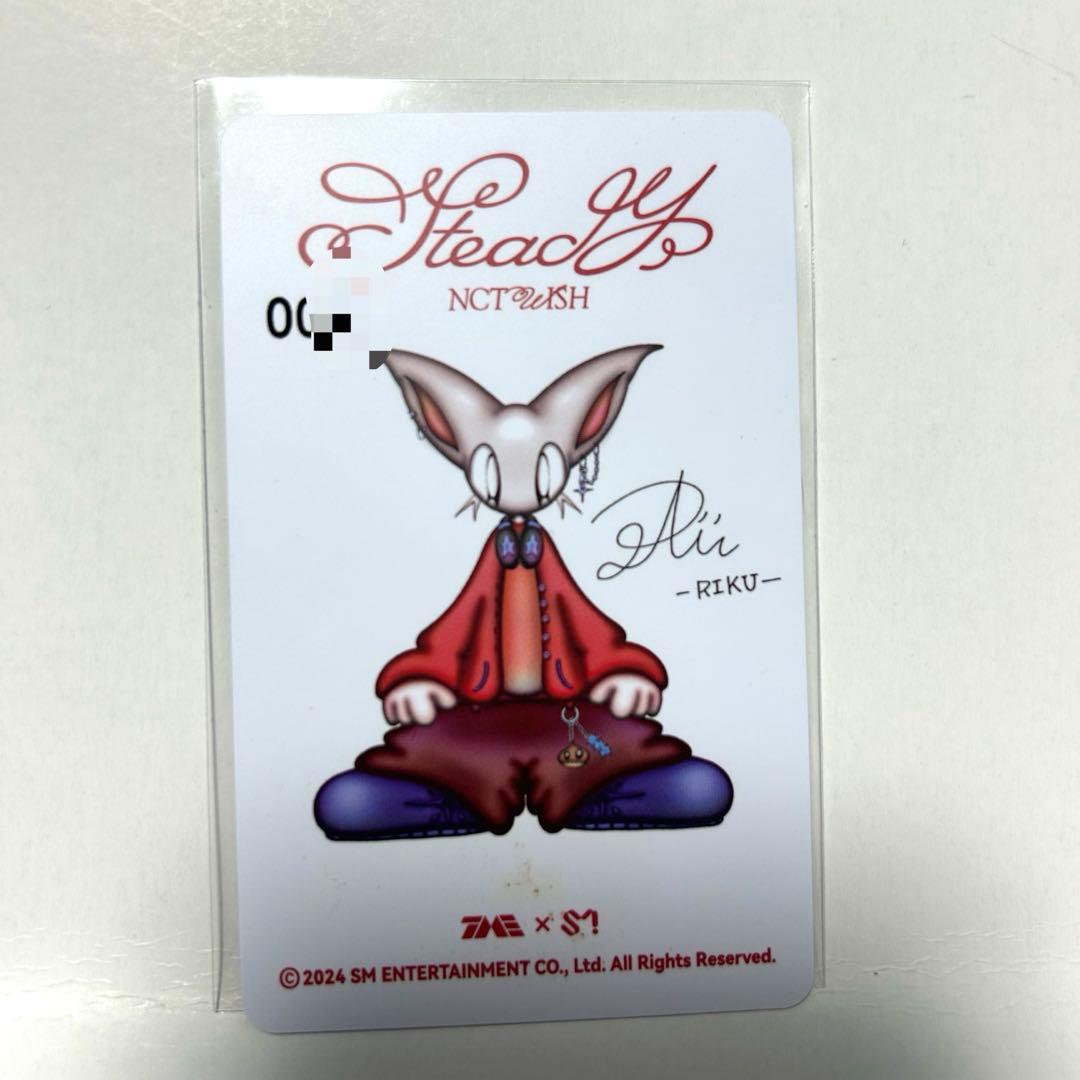 Steady
NCT WISH
00
RIKU
TME × SM!
© 2024 SM ENTERTAINMENT CO., Ltd. All Rights Reserved.